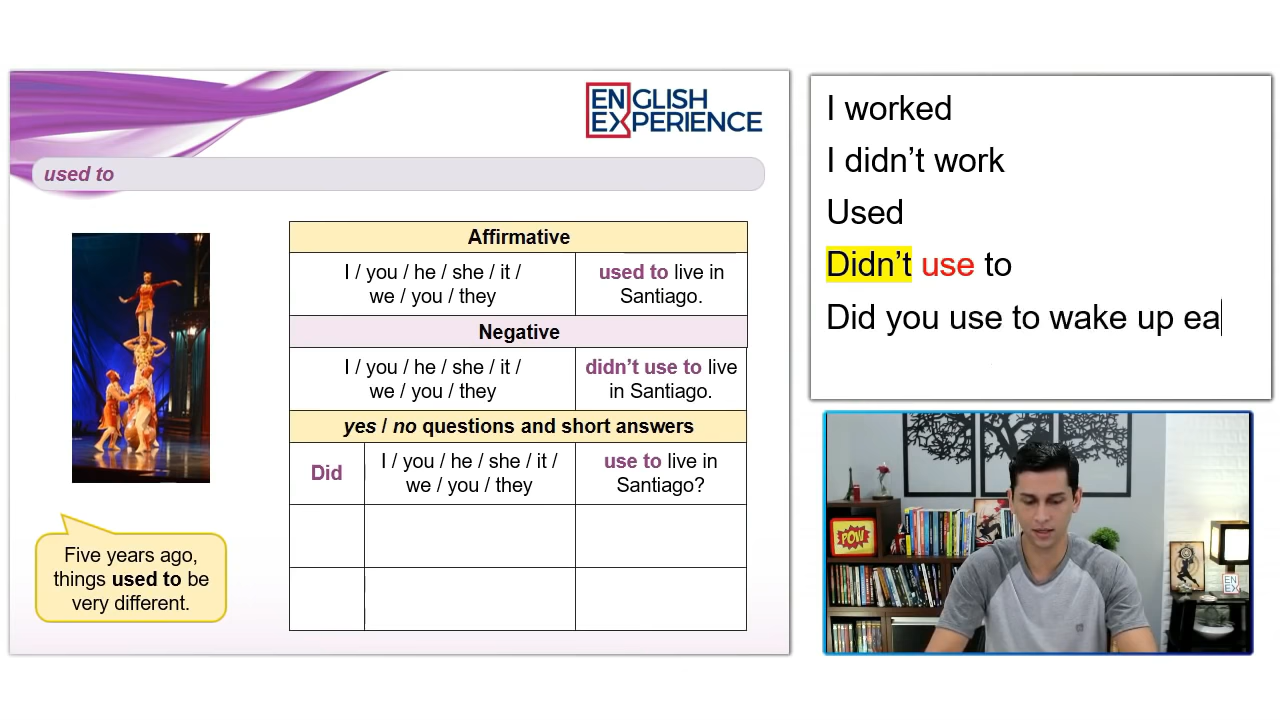 ENGLISH
EXPERIENCE
used to
Affirmative
I / you / he / she / it /
we / you / they
used to live in
Santiago.
Negative
I / you / he / she / it /
we / you / they
didn’t use to live
in Santiago.
yes / no questions and short answers
Did
I / you / he / she / it /
we / you / they
use to live in
Santiago?
Five years ago,
things used to be
very different.
I worked
I didn’t work
Used
Didn’t use to
Did you use to wake up ea
POW
EN
EX